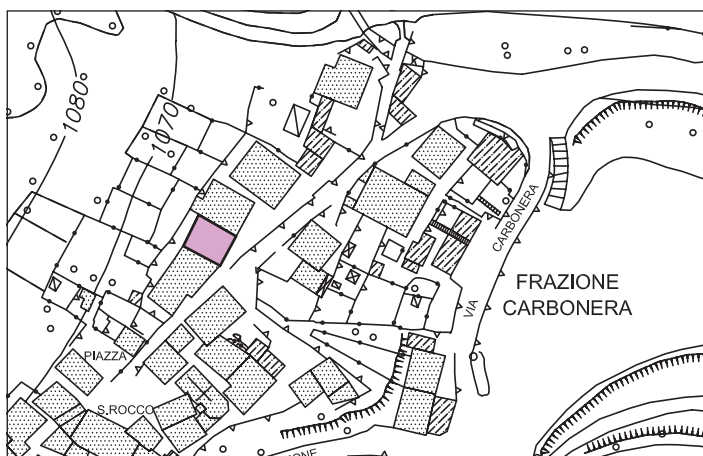 1080
1070
CARBONERA
VIA
FRAZIONE
CARBONERA
PIAZZA
S.ROCCO